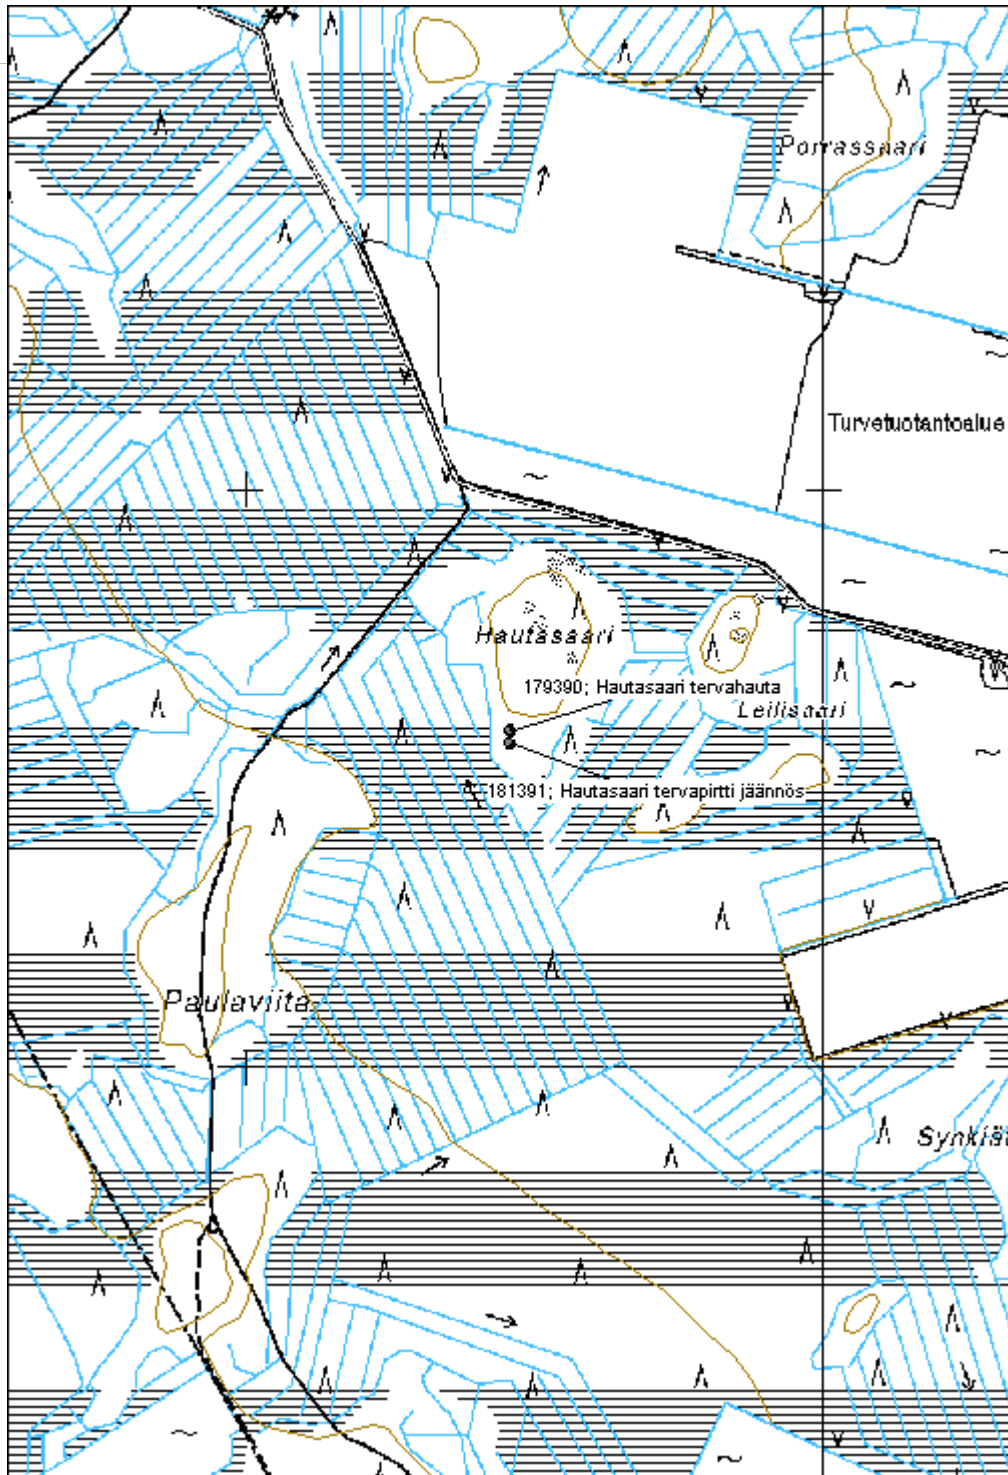 Porrassaari
Turvetuotantoalue
Hautasaari
179390; Hautasaari tervahauta
Leilisaari
181391; Hautasaari tervapirtti jäännös
Paulaviita